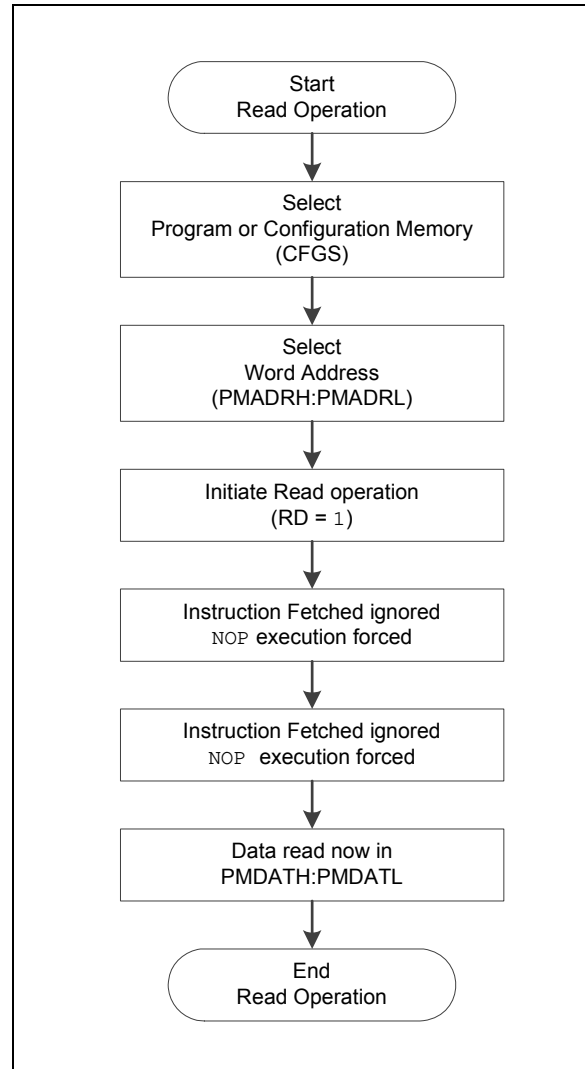 Start
Read Operation
Select
Program or Configuration Memory
(CFGS)
Select
Word Address
(PMADRH:PMADRL)
Initiate Read operation
(RD = 1)
Instruction Fetched ignored
NOP execution forced
Instruction Fetched ignored
NOP execution forced
Data read now in
PMDATH:PMDATL
End
Read Operation